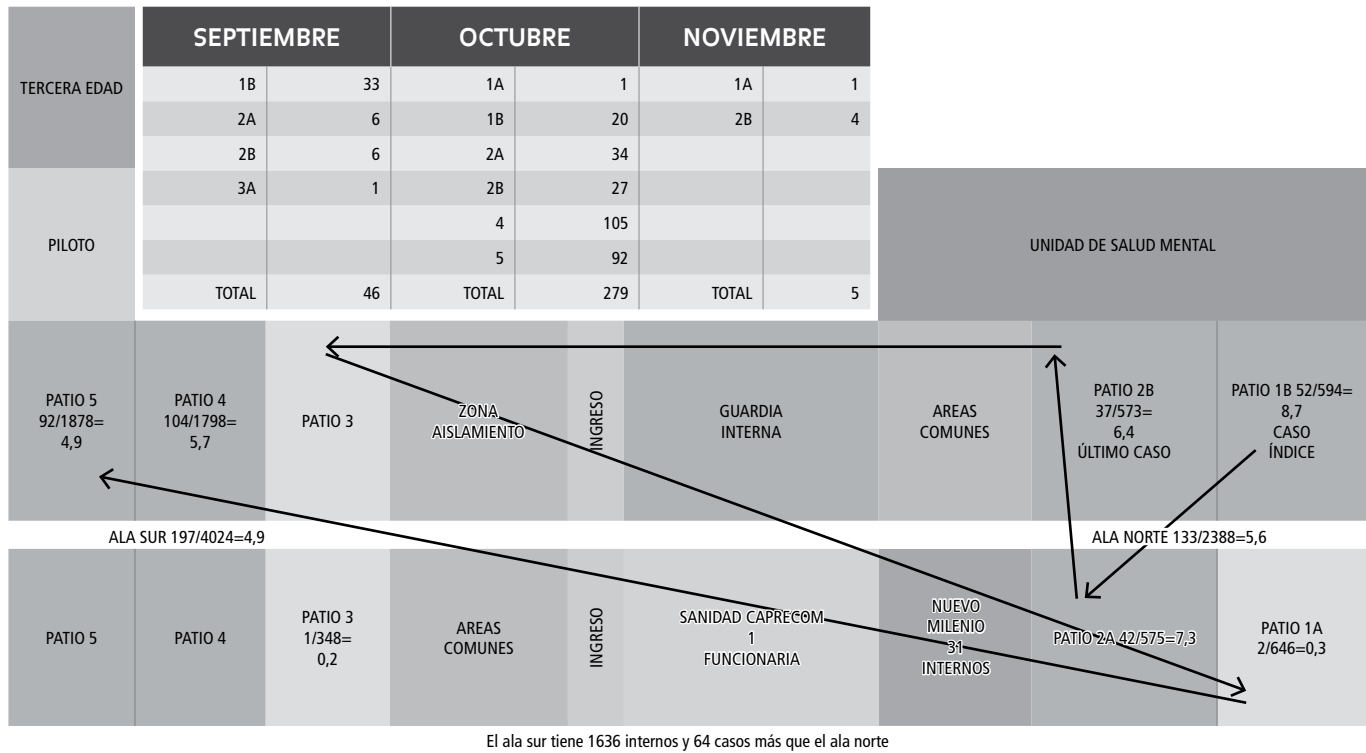 TERCERA EDAD
SEPTIEMBRE OCTUBRE NOVIEMBRE
1B 33 1A 1 1A 1
2A 6 1B 20 2B 4
2B 6 2A 34
3A 1 2B 27
4 105
5 92
TOTAL 46 TOTAL 279 TOTAL 5
PILOTO
UNIDAD DE SALUD MENTAL
PATIO 5
92/1878=
4,9
PATIO 4
104/1798=
5,7
PATIO 3
ZONA
AISLAMIENTO
INGRESO
GUARDIA
INTERNA
AREAS
COMUNES
PATIO 2B
37/573=
6,4
ÚLTIMO CASO
PATIO 1B 52/594=
8,7
CASO
ÍNDICE
ALA SUR 197/4024=4,9
ALA NORTE 133/2388=5,6
PATIO 5
PATIO 4
PATIO 3
1/348=
0,2
AREAS
COMUNES
INGRESO
SANIDAD CAPRECOM
1
FUNCIONARIA
NUEVO
MILENIO
31
INTERNOS
PATIO 2A 42/575=7,3
PATIO 1A
2/646=0,3
El ala sur tiene 1636 internos y 64 casos más que el ala norte